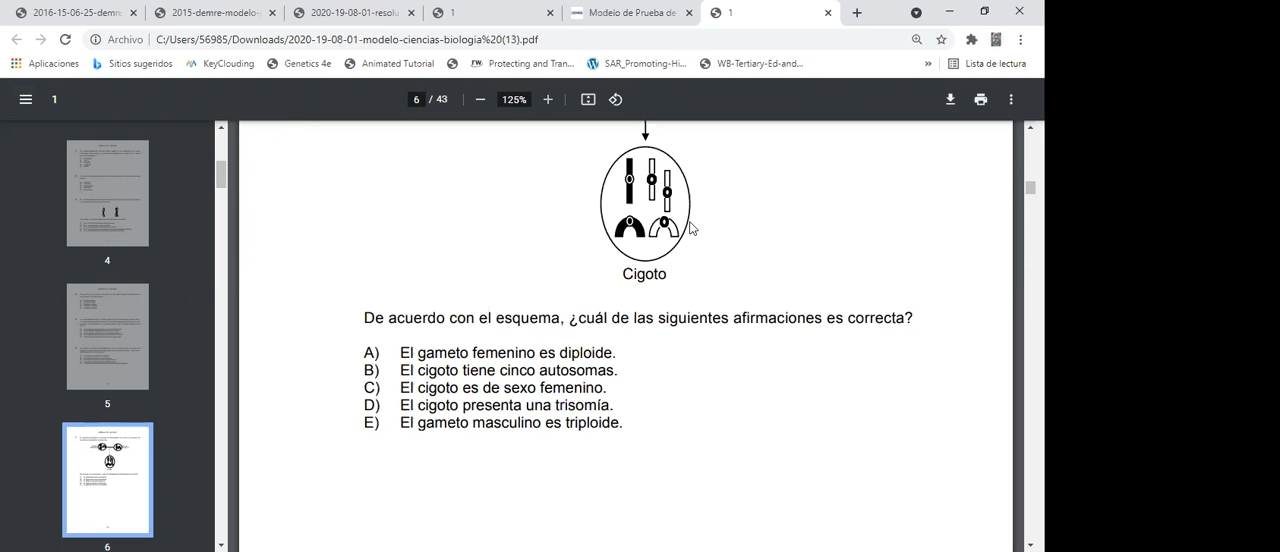 2016-15-06-25-demr
2015-demre-modelo-
2020-19-08-01-resolu
1
Modelo de Prueba de
1
Archivo C:/Users/56985/Downloads/2020-19-08-01-modelo-ciencias-biologia%20(13).pdf
Aplicaciones
Sitios sugeridos
KeyClouding
Genetics 4e
Animated Tutorial
Protecting and Tran...
SAR_Promoting-Hi...
WB-Tertiary-Ed-and...
»
Lista de lectura
1
6 / 43
125%
4
5
6
Cigoto
De acuerdo con el esquema, ¿cuál de las siguientes afirmaciones es correcta?
A) El gameto femenino es diploide.
B) El cigoto tiene cinco autosomas.
C) El cigoto es de sexo femenino.
D) El cigoto presenta una trisomía.
E) El gameto masculino es triploide.